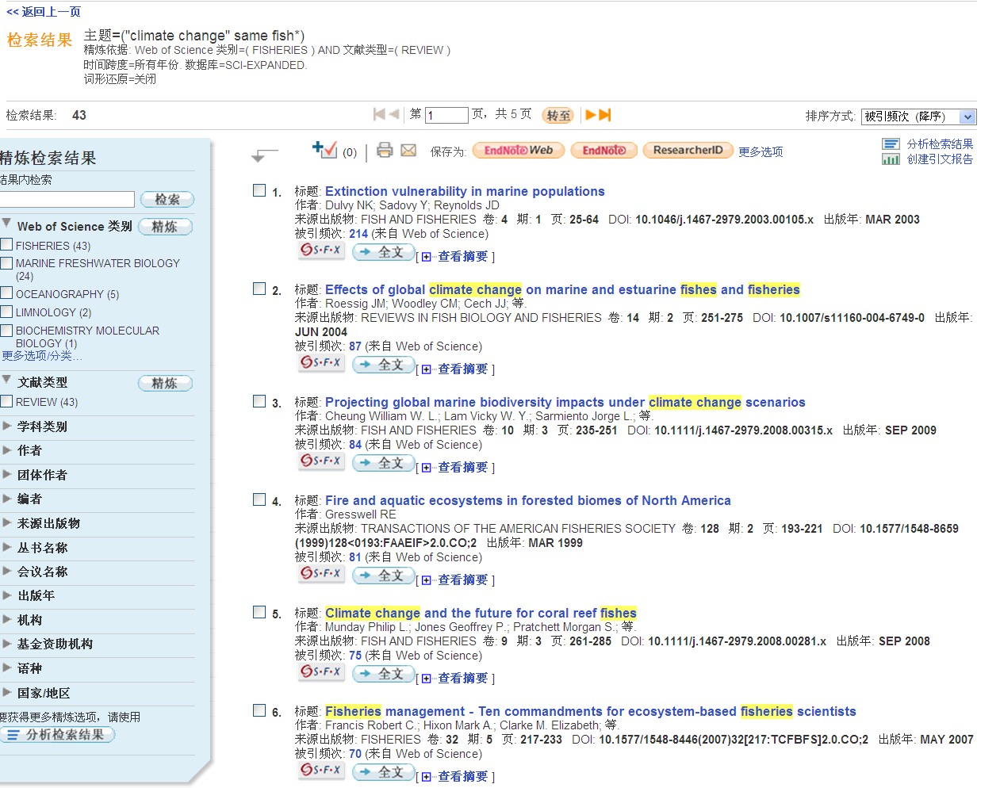 << 返回上一页
检索结果 主题=("climate change" same fish*)
精炼依据: Web of Science 类别=( FISHERIES ) AND 文献类型=( REVIEW )
时间跨度=所有年份. 数据库=SCI-EXPANDED.
词形还原=关闭
检索结果: 43 第 1 页，共 5 页 转至 排序方式: 被引频次 (降序)
精炼检索结果
结果内检索
检索
Web of Science 类别 精炼
FISHERIES (43)
MARINE FRESHWATER BIOLOGY
(24)
OCEANOGRAPHY (5)
LIMNOLOGY (2)
BIOCHEMISTRY MOLECULAR
BIOLOGY (1)
更多选项/分类...
文献类型 精炼
REVIEW (43)
学科类别
作者
团体作者
编者
来源出版物
丛书名称
会议名称
出版年
机构
基金资助机构
语种
国家/地区
要获得更多精炼选项，请使用
分析检索结果
(0) 保存为: EndNote Web EndNote ResearcherID 更多选项
分析检索结果
创建引文报告
1. 标题: Extinction vulnerability in marine populations
作者: Dulvy NK; Sadovy Y; Reynolds JD
来源出版物: FISH AND FISHERIES 卷: 4 期: 1 页: 25-64 DOI: 10.1046/j.1467-2979.2003.00105.x 出版年: MAR 2003
被引频次: 214 (来自 Web of Science)
S·F·X 全文 [ 查看摘要 ]
2. 标题: Effects of global climate change on marine and estuarine fishes and fisheries
作者: Roessig JM; Woodley CM; Cech JJ; 等.
来源出版物: REVIEWS IN FISH BIOLOGY AND FISHERIES 卷: 14 期: 2 页: 251-275 DOI: 10.1007/s11160-004-6749-0 出版年:
JUN 2004
被引频次: 87 (来自 Web of Science)
S·F·X 全文 [ 查看摘要 ]
3. 标题: Projecting global marine biodiversity impacts under climate change scenarios
作者: Cheung William W. L.; Lam Vicky W. Y.; Sarmiento Jorge L.; 等.
来源出版物: FISH AND FISHERIES 卷: 10 期: 3 页: 235-251 DOI: 10.1111/j.1467-2979.2008.00315.x 出版年: SEP 2009
被引频次: 84 (来自 Web of Science)
S·F·X 全文 [ 查看摘要 ]
4. 标题: Fire and aquatic ecosystems in forested biomes of North America
作者: Gresswell RE
来源出版物: TRANSACTIONS OF THE AMERICAN FISHERIES SOCIETY 卷: 128 期: 2 页: 193-221 DOI: 10.1577/1548-8659
(1999)128<0193:FAAEIF>2.0.CO;2 出版年: MAR 1999
被引频次: 81 (来自 Web of Science)
S·F·X 全文 [ 查看摘要 ]
5. 标题: Climate change and the future for coral reef fishes
作者: Munday Philip L.; Jones Geoffrey P.; Pratchett Morgan S.; 等.
来源出版物: FISH AND FISHERIES 卷: 9 期: 3 页: 261-285 DOI: 10.1111/j.1467-2979.2008.00281.x 出版年: SEP 2008
被引频次: 75 (来自 Web of Science)
S·F·X 全文 [ 查看摘要 ]
6. 标题: Fisheries management - Ten commandments for ecosystem-based fisheries scientists
作者: Francis Robert C.; Hixon Mark A.; Clarke M. Elizabeth; 等.
来源出版物: FISHERIES 卷: 32 期: 5 页: 217-233 DOI: 10.1577/1548-8446(2007)32[217:TCFBFS]2.0.CO;2 出版年: MAY 2007
被引频次: 70 (来自 Web of Science)
S·F·X 全文 [ 查看摘要 ]